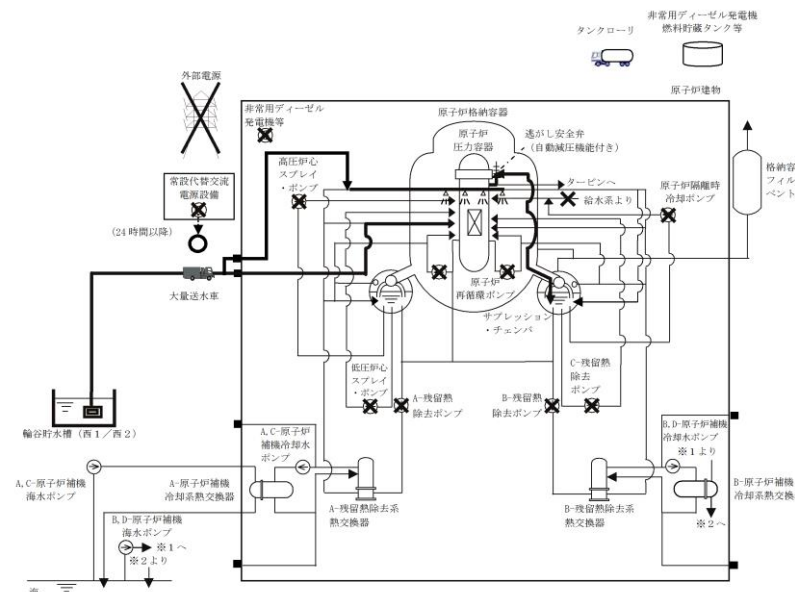 非常用ディーゼル発電機
燃料貯蔵タンク等
タンクローリ
外部電源
原子炉建物
非常用ディーゼル
発電機等
原子炉格納容器
原子炉
圧力容器
逃がし安全弁
(自動減圧機能付き)
高圧炉心
スプレイ
・ポンプ
タービンへ
給水系より
原子炉隔離時
冷却ポンプ
格納容
フィル
ベント
常設代替交流
電源設備
(24時間以降)
大量送水車
原子炉
再循環ポンプ
サプレッション
・チェンバ
低圧炉心
スプレイ
・ポンプ
A-残留熱
除去ポンプ
B-残留熱
除去ポンプ
C-残留熱
除去
ポンプ
輪谷貯水槽(西1/西2)
A,C-原子炉補機
海水ポンプ
A-原子炉補機
冷却系熱交換器
A,C-原子炉
補機冷却水
ポンプ
A-残留熱除去系
熱交換器
B-残留熱除去系
熱交換器
B,D-原子炉補機
冷却水ポンプ
※1より
B-原子炉補機
冷却系熱交換
※2へ
B,D-原子炉補機
海水ポンプ
※1へ
※2より